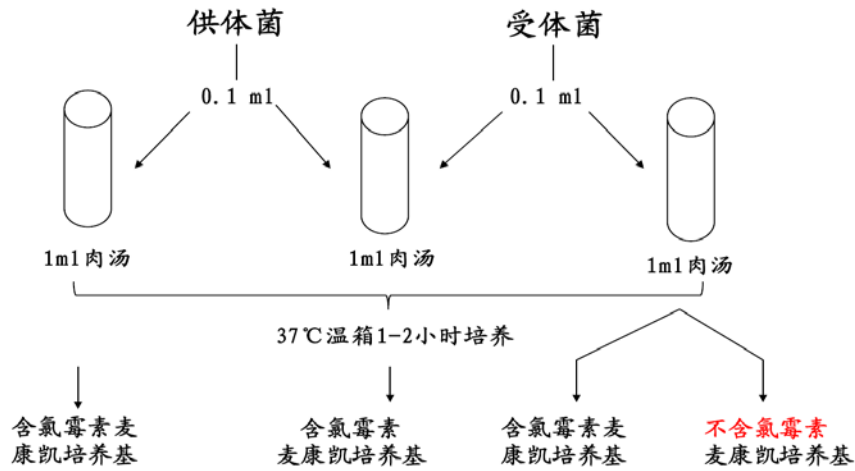 供体菌
受体菌
0.1 ml
0.1 ml
1ml肉汤
1ml肉汤
1ml肉汤
37℃温箱1-2小时培养
含氯霉素麦
康凯培养基
含氯霉素
麦康凯培养基
含氯霉素麦
康凯培养基
不含氯霉素
麦康凯培养基